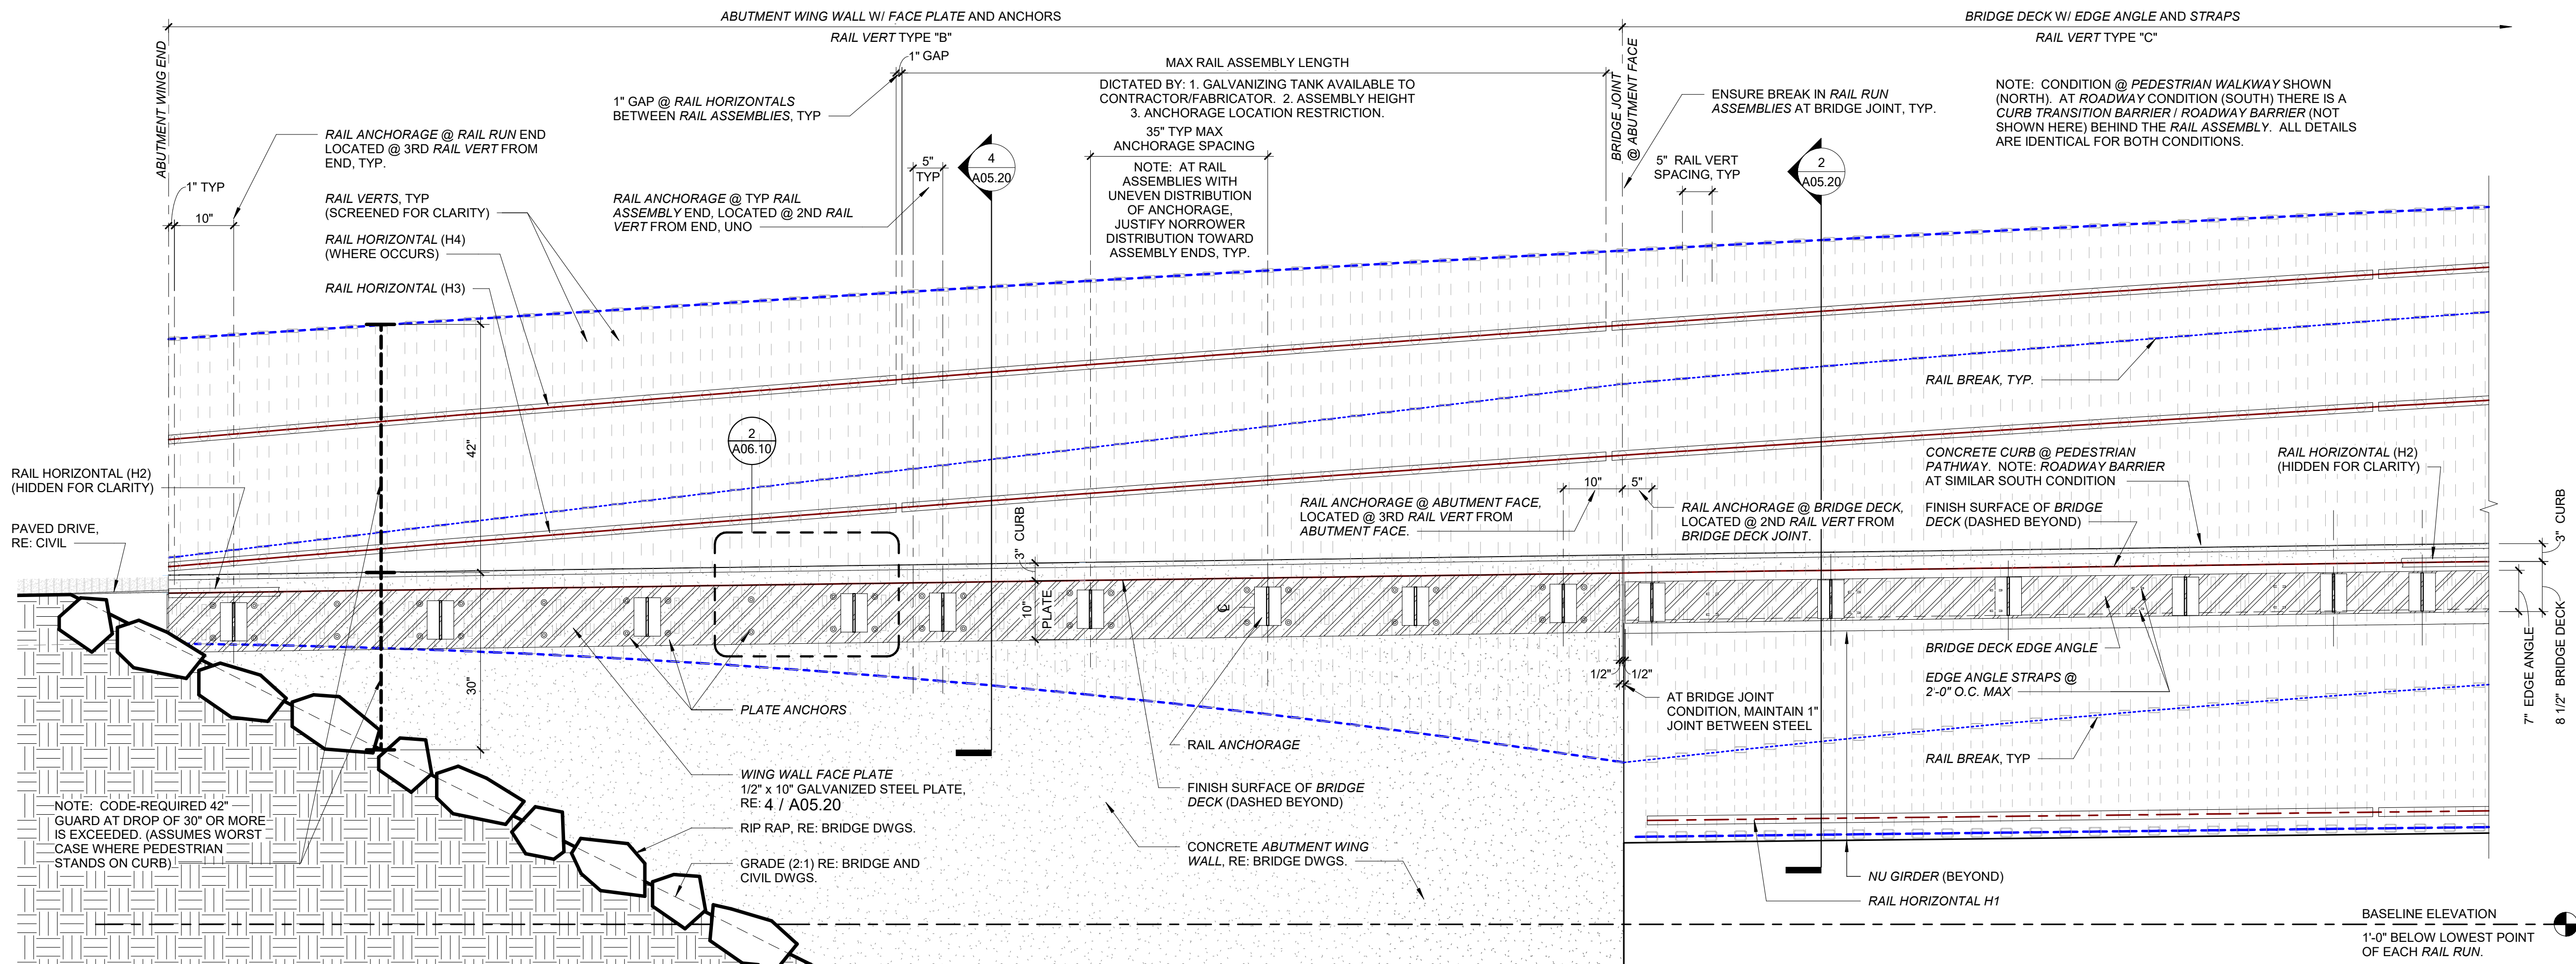 ABUTMENT WING WALL W/ FACE PLATE AND ANCHORS
RAIL VERT TYPE "B"
BRIDGE DECK W/ EDGE ANGLE AND STRAPS
RAIL VERT TYPE "C"
ABUTMENT WING END
1" GAP
MAX RAIL ASSEMBLY LENGTH
DICTATED BY: 1. GALVANIZING TANK AVAILABLE TO
CONTRACTOR/FABRICATOR. 2. ASSEMBLY HEIGHT
3. ANCHORAGE LOCATION RESTRICTION.
BRIDGE JOINT
@ ABUTMENT FACE
1" GAP @ RAIL HORIZONTALS
BETWEEN RAIL ASSEMBLIES, TYP
ENSURE BREAK IN RAIL RUN
ASSEMBLIES AT BRIDGE JOINT, TYP.
NOTE: CONDITION @ PEDESTRIAN WALKWAY SHOWN
(NORTH). AT ROADWAY CONDITION (SOUTH) THERE IS A
CURB TRANSITION BARRIER / ROADWAY BARRIER (NOT
SHOWN HERE) BEHIND THE RAIL ASSEMBLY. ALL DETAILS
ARE IDENTICAL FOR BOTH CONDITIONS.
RAIL ANCHORAGE @ RAIL RUN END
LOCATED @ 3RD RAIL VERT FROM
END, TYP.
35" TYP MAX
ANCHORAGE SPACING
NOTE: AT RAIL
ASSEMBLIES WITH
UNEVEN DISTRIBUTION
OF ANCHORAGE,
JUSTIFY NORROWER
DISTRIBUTION TOWARD
ASSEMBLY ENDS, TYP.
5"
TYP
4
A05.20
5" RAIL VERT
SPACING, TYP
2
A05.20
1" TYP
10"
RAIL VERTS, TYP
(SCREENED FOR CLARITY)
RAIL ANCHORAGE @ TYP RAIL
ASSEMBLY END, LOCATED @ 2ND RAIL
VERT FROM END, UNO
RAIL HORIZONTAL (H4)
(WHERE OCCURS)
RAIL HORIZONTAL (H3)
RAIL BREAK, TYP.
42"
2
A06.10
RAIL HORIZONTAL (H2)
(HIDDEN FOR CLARITY)
PAVED DRIVE,
RE: CIVIL
3" CURB
10"
PLATE
CL
RAIL ANCHORAGE @ ABUTMENT FACE,
LOCATED @ 3RD RAIL VERT FROM
ABUTMENT FACE.
10"
5"
RAIL ANCHORAGE @ BRIDGE DECK,
LOCATED @ 2ND RAIL VERT FROM
BRIDGE DECK JOINT.
CONCRETE CURB @ PEDESTRIAN
PATHWAY. NOTE: ROADWAY BARRIER
AT SIMILAR SOUTH CONDITION
FINISH SURFACE OF BRIDGE
DECK (DASHED BEYOND)
RAIL HORIZONTAL (H2)
(HIDDEN FOR CLARITY)
3" CURB
7" EDGE ANGLE
8 1/2" BRIDGE DECK
30"
PLATE ANCHORS
RAIL ANCHORAGE
1/2"
1/2"
AT BRIDGE JOINT
CONDITION, MAINTAIN 1"
JOINT BETWEEN STEEL
BRIDGE DECK EDGE ANGLE
EDGE ANGLE STRAPS @
2'-0" O.C. MAX
RAIL BREAK, TYP
WING WALL FACE PLATE
1/2" x 10" GALVANIZED STEEL PLATE,
RE: 4 / A05.20
FINISH SURFACE OF BRIDGE
DECK (DASHED BEYOND)
NOTE: CODE-REQUIRED 42"
GUARD AT DROP OF 30" OR MORE
IS EXCEEDED. (ASSUMES WORST
CASE WHERE PEDESTRIAN
STANDS ON CURB)
RIP RAP, RE: BRIDGE DWGS.
GRADE (2:1) RE: BRIDGE AND
CIVIL DWGS.
CONCRETE ABUTMENT WING
WALL, RE: BRIDGE DWGS.
NU GIRDER (BEYOND)
RAIL HORIZONTAL H1
BASELINE ELEVATION
1'-0" BELOW LOWEST POINT
OF EACH RAIL RUN.